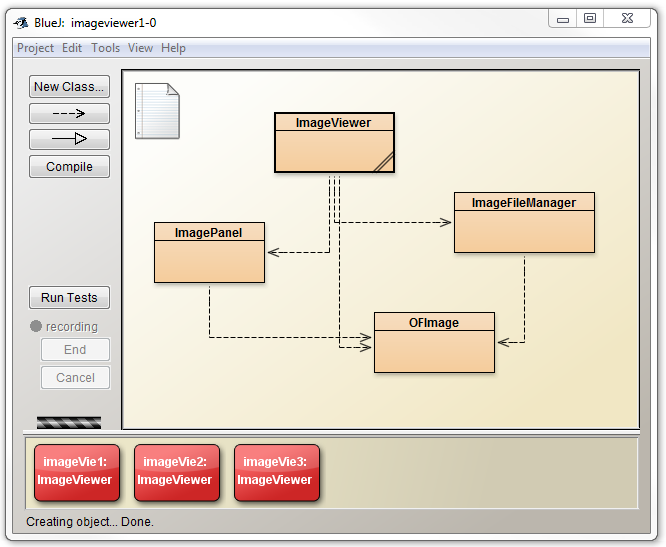 BlueJ: imageviewer1-0
Project Edit Tools View Help
New Class...
Compile
Run Tests
recording
End
Cancel
ImageViewer
ImageFileManager
ImagePanel
OFImage
imageVie1:
ImageViewer
imageVie2:
ImageViewer
imageVie3:
ImageViewer
Creating object... Done.